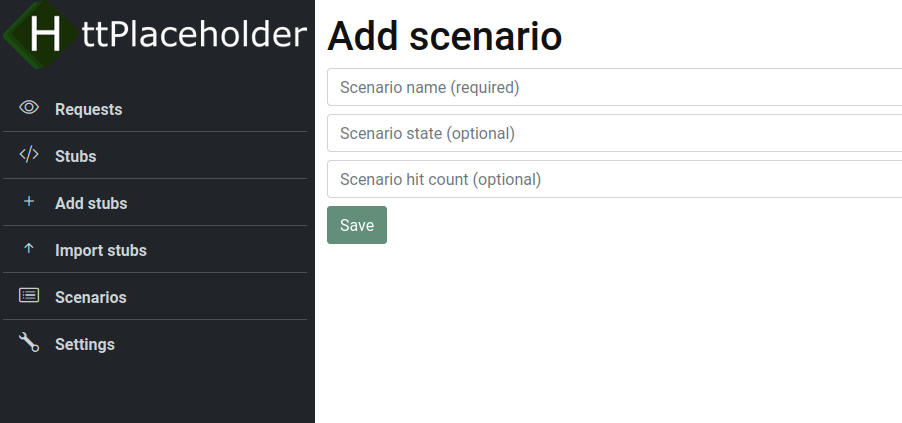 HttPlaceholder
Requests
Stubs
Add stubs
Import stubs
Scenarios
Settings
Add scenario
Scenario name (required)
Scenario state (optional)
Scenario hit count (optional)
Save